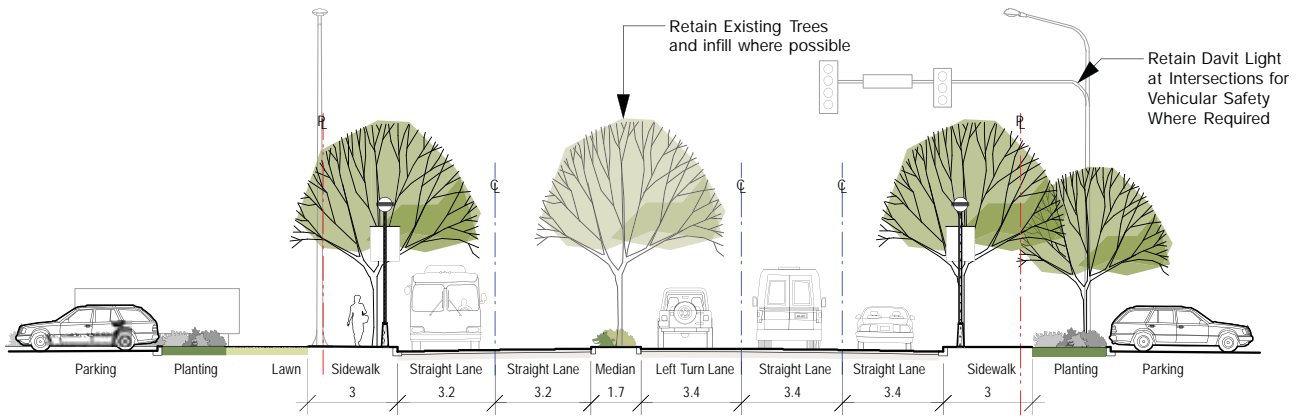 Retain Existing Trees
and infill where possible
Retain Davit Light
at Intersections for
Vehicular Safety
Where Required
PL
PL
CL
CL
CL
Parking Planting Lawn Sidewalk Straight Lane Straight Lane Median Left Turn Lane Straight Lane Straight Lane Sidewalk Planting Parking
3 3.2 3.2 1.7 3.4 3.4 3.4 3